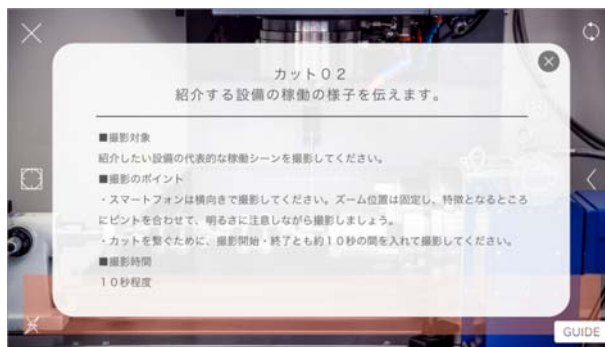 カット０２
紹介する設備の稼働の様子を伝えます。
■撮影対象
紹介したい設備の代表的な稼働シーンを撮影してください。
■撮影のポイント
・スマートフォンは横向きで撮影してください。ズーム位置は固定し、特徴となるところ
にピントを合わせて、明るさに注意しながら撮影しましょう。
・カットを繋ぐために、撮影開始・終了とも約１０秒の間を入れて撮影してください。
■撮影時間
１０秒程度
GUIDE